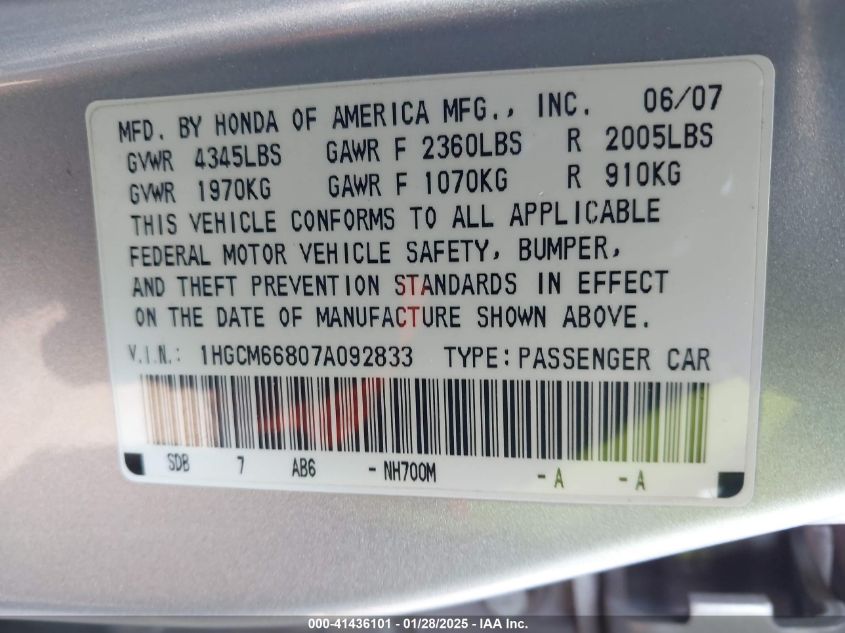 MFD. BY HONDA OF AMERICA MFG., INC. 06/07
GVWR 4345LBS GAWR F 2360LBS R 2005LBS
GVWR 1970KG GAWR F 1070KG R 910KG
THIS VEHICLE CONFORMS TO ALL APPLICABLE
FEDERAL MOTOR VEHICLE SAFETY, BUMPER,
AND THEFT PREVENTION STANDARDS IN EFFECT
ON THE DATE OF MANUFACTURE SHOWN ABOVE.
V.I.N.: 1HGCM66807A092833 TYPE: PASSENGER CAR
SDB 7 AB6 - NH700M - A - A
000-41436101 - 01/28/2025 - IAA Inc.